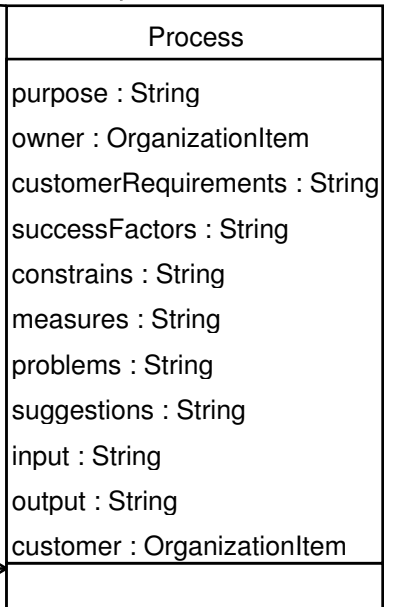 Process
purpose : String
owner : OrganizationItem
customerRequirements : String
successFactors : String
constrains : String
measures : String
problems : String
suggestions : String
input : String
output : String
customer : OrganizationItem